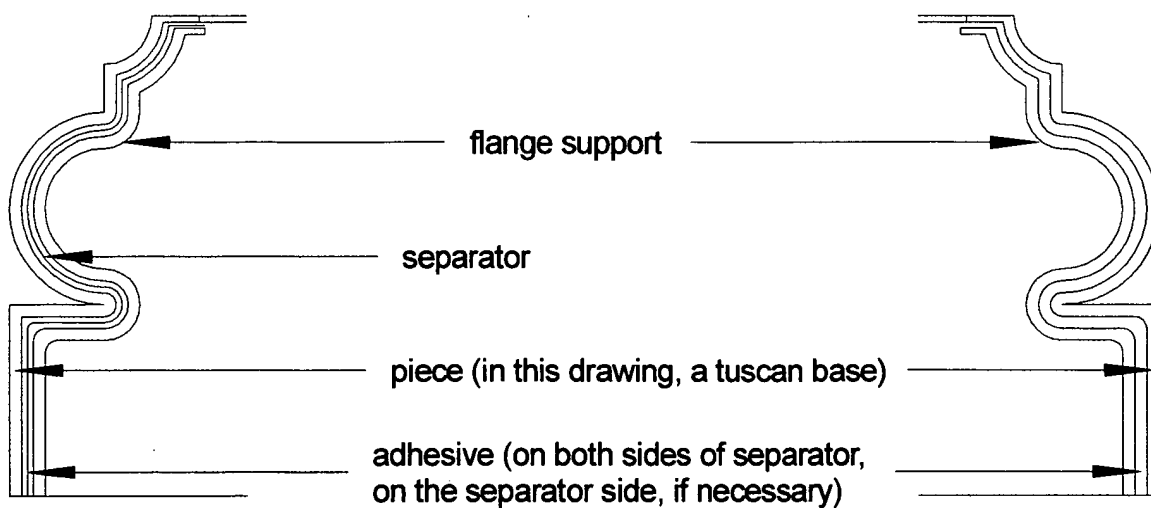 flange support
separator
piece (in this drawing, a tuscan base)
adhesive (on both sides of separator,
on the separator side, if necessary)